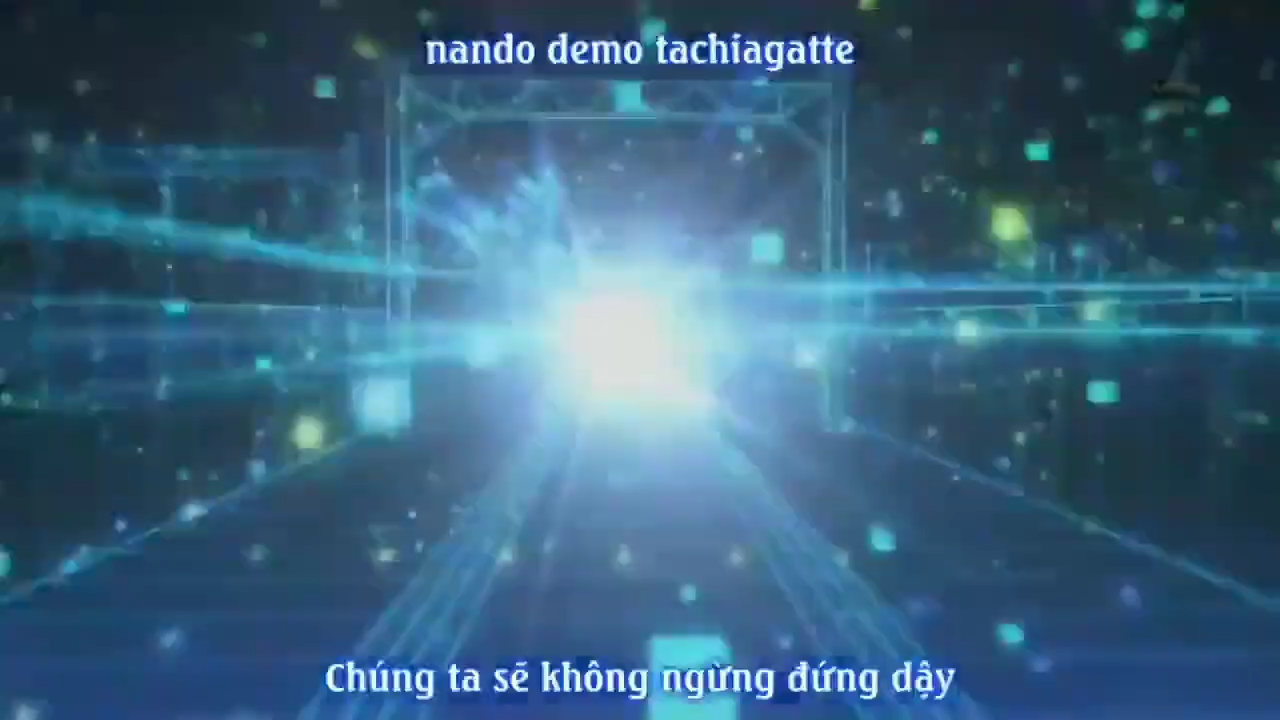 nando demo tachiagatte
Chúng ta sẽ không ngừng đứng dậy